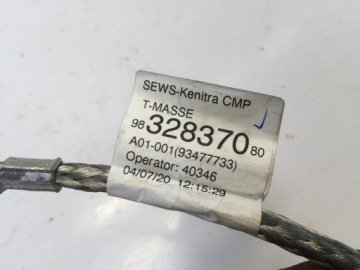 SEWS-Kenitra CMP
T-MASSE
98 328370 80
A01-001(93477733)
Operator: 40346
04/07/20 12:15:29